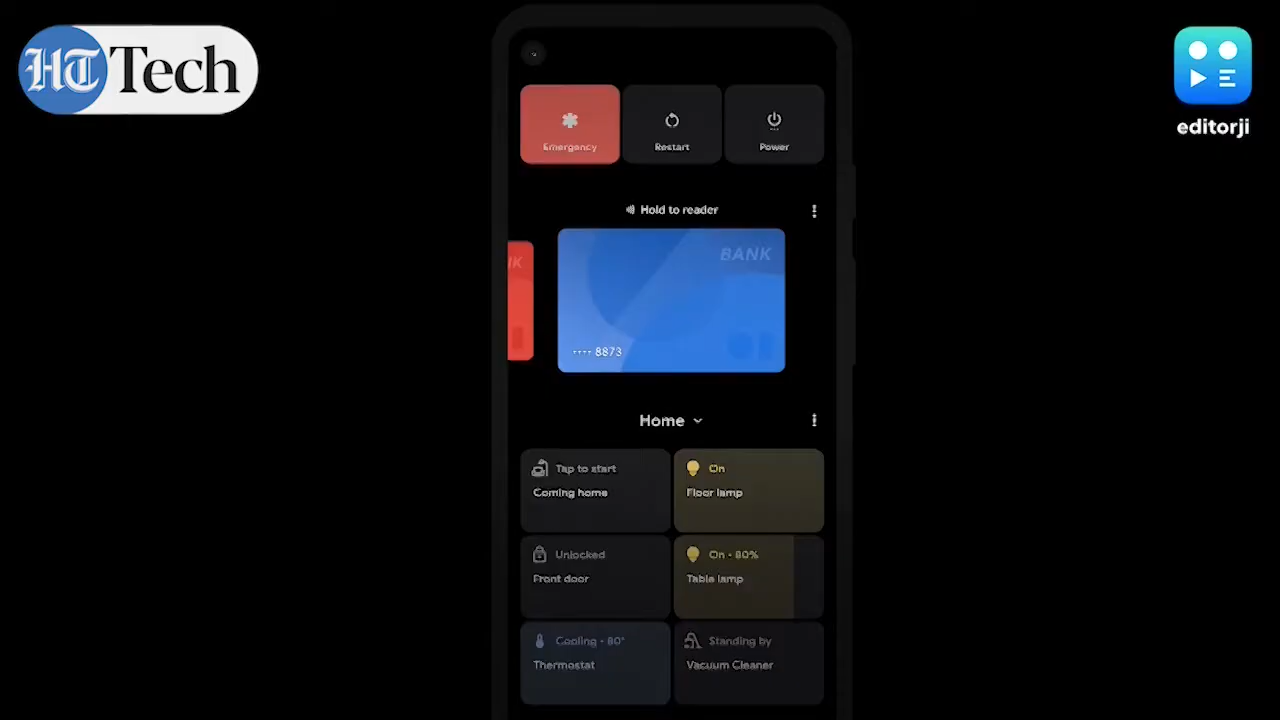 HT Tech
editorji
Emergency
Restart
Power
Hold to reader
NK
BANK
···· 8873
Home
Tap to start
Coming home
On
Floor lamp
Unlocked
Front door
On - 80%
Table lamp
Cooling - 80°
Thermostat
Standing by
Vacuum Cleaner